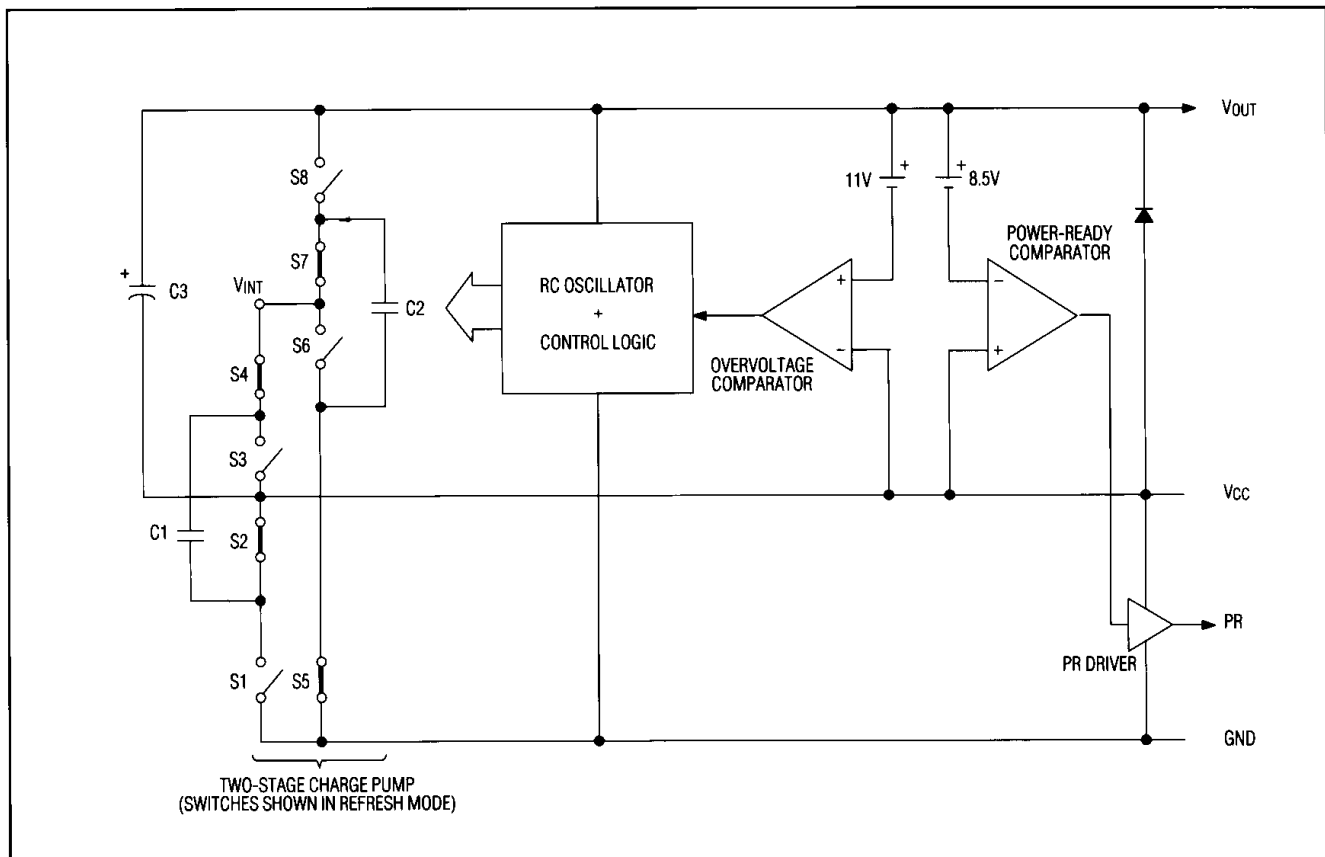 VOUT
S8
11V
+
+
8.5V
POWER-READY
COMPARATOR
S7
+
C3
VINT
C2
RC OSCILLATOR
+
CONTROL LOGIC
+
-
-
+
S6
OVERVOLTAGE
COMPARATOR
S4
S3
VCC
C1
S2
PR
PR DRIVER
S1
S5
GND
TWO-STAGE CHARGE PUMP
(SWITCHES SHOWN IN REFRESH MODE)